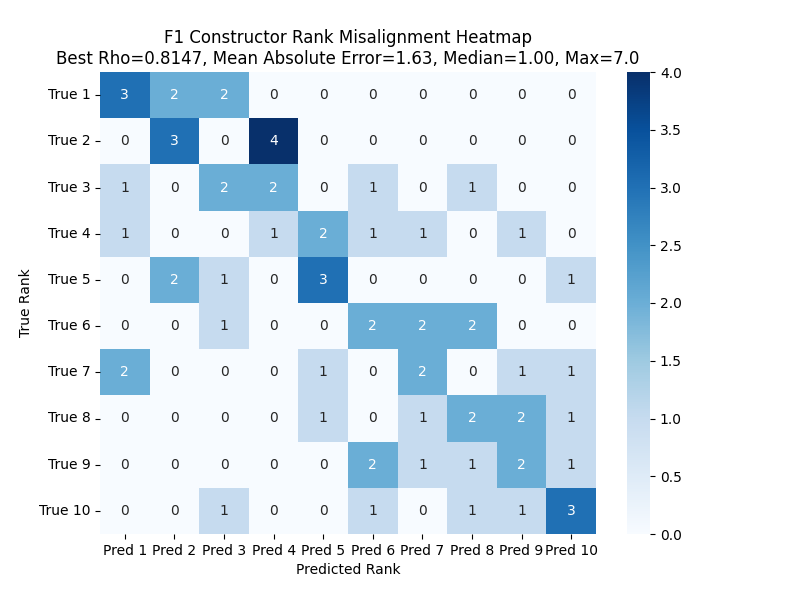 F1 Constructor Rank Misalignment Heatmap
Best Rho=0.8147, Mean Absolute Error=1.63, Median=1.00, Max=7.0
True 1 3 2 2 0 0 0 0 0 0 0
True 2 0 3 0 4 0 0 0 0 0 0
True 3 1 0 2 2 0 1 0 1 0 0
True 4 1 0 0 1 2 1 1 0 1 0
True 5 0 2 1 0 3 0 0 0 0 1
True 6 0 0 1 0 0 2 2 2 0 0
True 7 2 0 0 0 1 0 2 0 1 1
True 8 0 0 0 0 1 0 1 2 2 1
True 9 0 0 0 0 0 2 1 1 2 1
True 10 0 0 1 0 0 1 0 1 1 3
Pred 1 Pred 2 Pred 3 Pred 4 Pred 5 Pred 6 Pred 7 Pred 8 Pred 9 Pred 10
Predicted Rank
True Rank
4.0
3.5
3.0
2.5
2.0
1.5
1.0
0.5
0.0